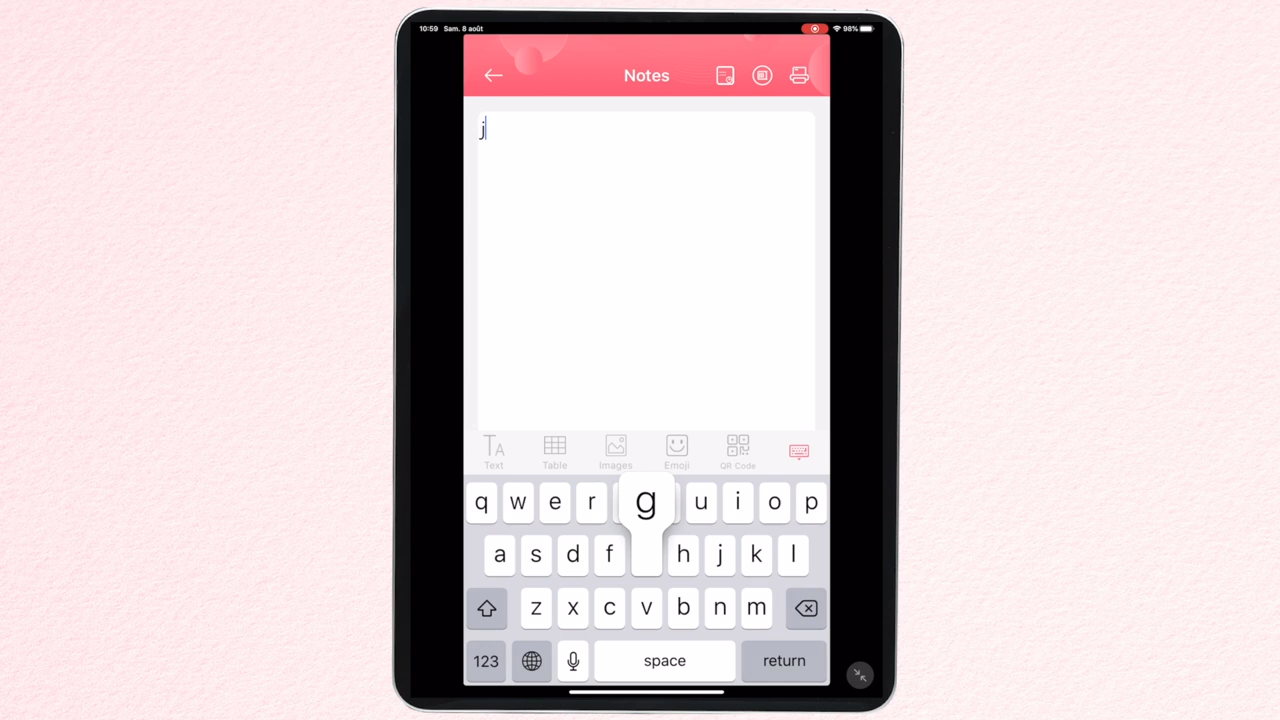 10:59 Sam. 8 août 98%
Notes
j
Text Table Images Emoji QR Code
q w e r g u i o p
a s d f h j k l
z x c v b n m
123 space return